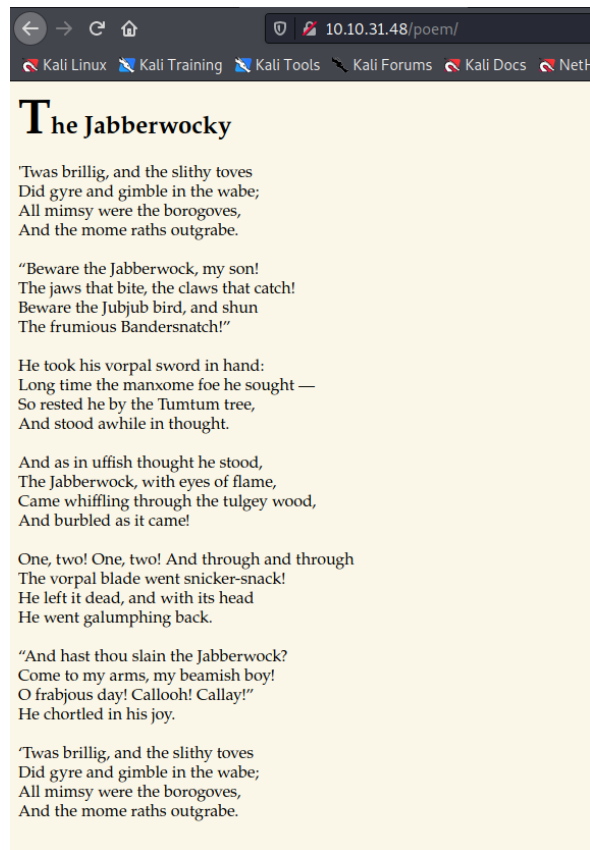 10.10.31.48/poem/
Kali Linux Kali Training Kali Tools Kali Forums Kali Docs NetH
The Jabberwocky
'Twas brillig, and the slithy toves
Did gyre and gimble in the wabe;
All mimsy were the borogoves,
And the mome raths outgrabe.
“Beware the Jabberwock, my son!
The jaws that bite, the claws that catch!
Beware the Jubjub bird, and shun
The frumious Bandersnatch!”
He took his vorpal sword in hand:
Long time the manxome foe he sought —
So rested he by the Tumtum tree,
And stood awhile in thought.
And as in uffish thought he stood,
The Jabberwock, with eyes of flame,
Came whiffling through the tulgey wood,
And burbled as it came!
One, two! One, two! And through and through
The vorpal blade went snicker-snack!
He left it dead, and with its head
He went galumphing back.
“And hast thou slain the Jabberwock?
Come to my arms, my beamish boy!
O frabjous day! Callooh! Callay!”
He chortled in his joy.
‘Twas brillig, and the slithy toves
Did gyre and gimble in the wabe;
All mimsy were the borogoves,
And the mome raths outgrabe.